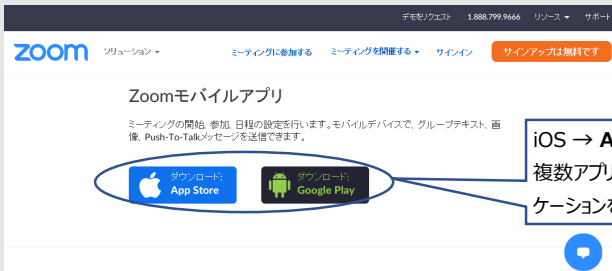 デモをリクエスト 1.888.799.9666 リソース サポート
zoom ソリューション ミーティングに参加する ミーティングを開催する サインイン サインアップは無料です
Zoomモバイルアプリ
ミーティングの開始、参加、日程の設定を行います。モバイルデバイスで、グループテキスト、画
像、Push-To-Talkメッセージを送信できます。
ダウンロード:
App Store
ダウンロード:
Google Play
iOS → A
複数アプリ
ケーションを